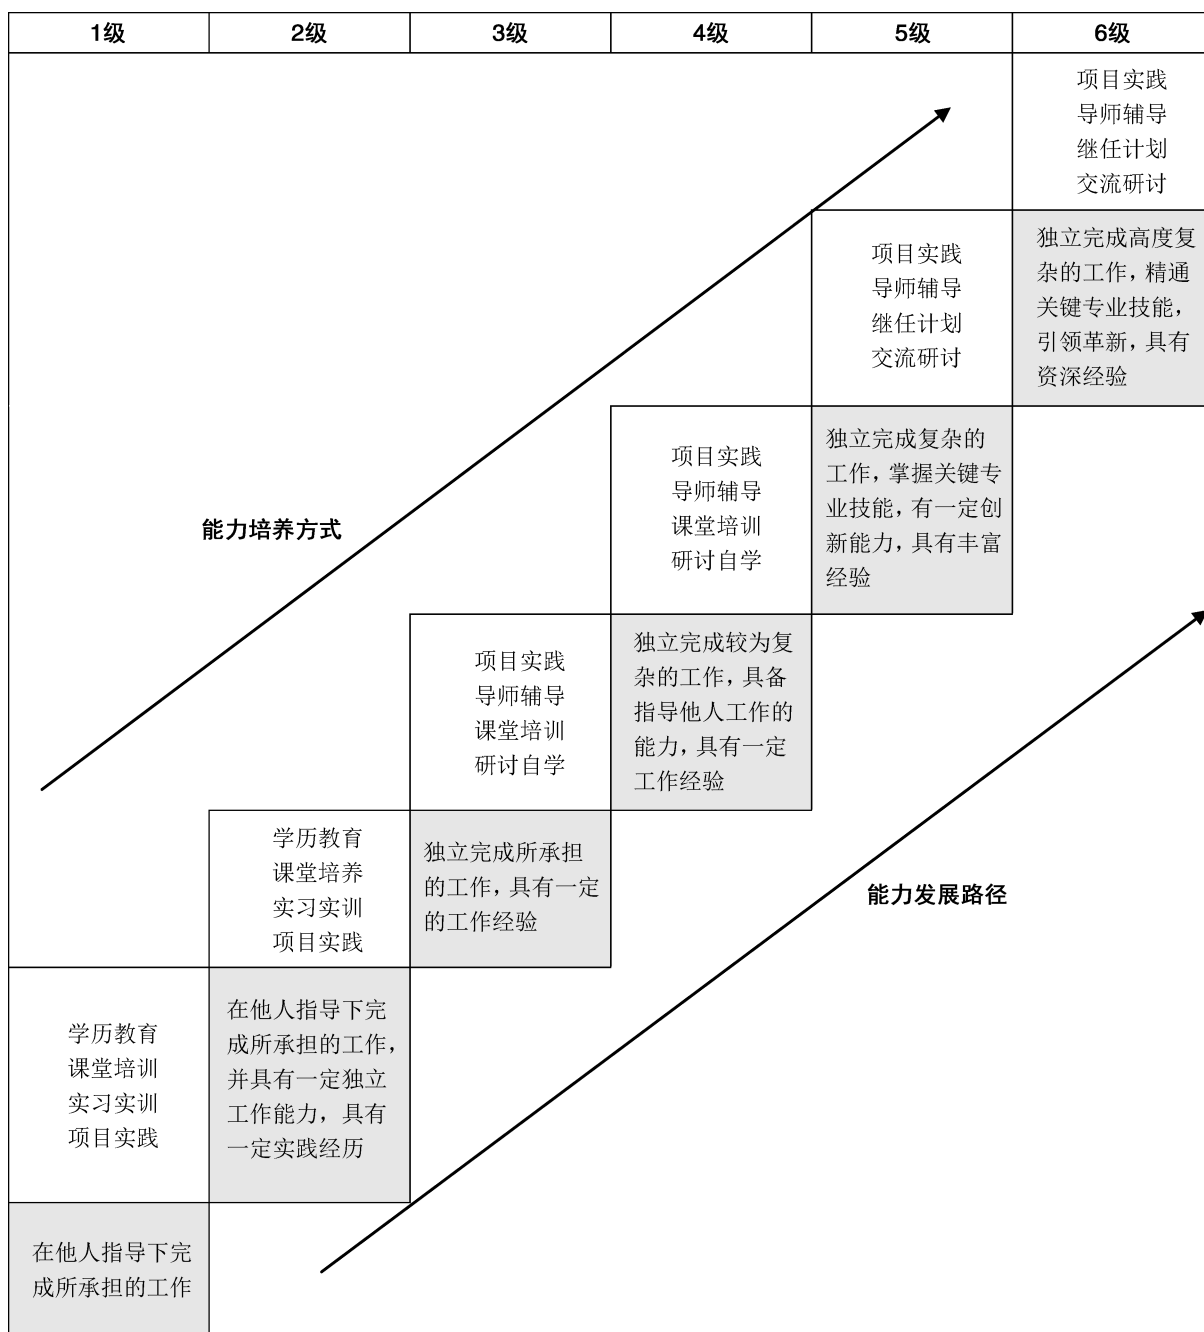 1级
2级
3级
4级
5级
6级
项目实践
导师辅导
继任计划
交流研讨
项目实践
导师辅导
继任计划
交流研讨
独立完成高度复
杂的工作，精通
关键专业技能，
引领革新，具有
资深经验
能力培养方式
项目实践
导师辅导
课堂培训
研讨自学
独立完成复杂的
工作，掌握关键专
业技能，有一定创
新能力，具有丰富
经验
项目实践
导师辅导
课堂培训
研讨自学
独立完成较为复
杂的工作，具备
指导他人工作的
能力，具有一定
工作经验
学历教育
课堂培养
实习实训
项目实践
独立完成所承担
的工作，具有一定
的工作经验
能力发展路径
学历教育
课堂培训
实习实训
项目实践
在他人指导下完
成所承担的工作，
并具有一定独立
工作能力，具有
一定实践经历
在他人指导下完
成所承担的工作